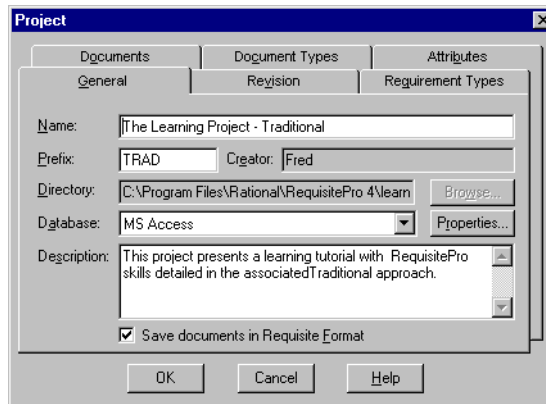 Project
Documents Document Types Attributes
General Revision Requirement Types
Name: The Learning Project - Traditional
Prefix: TRAD Creator: Fred
Directory: C:\Program Files\Rational\RequisitePro 4\learn Browse...
Database: MS Access Properties...
Description: This project presents a learning tutorial with RequisitePro
skills detailed in the associatedTraditional approach.
Save documents in Requisite Format
OK Cancel Help